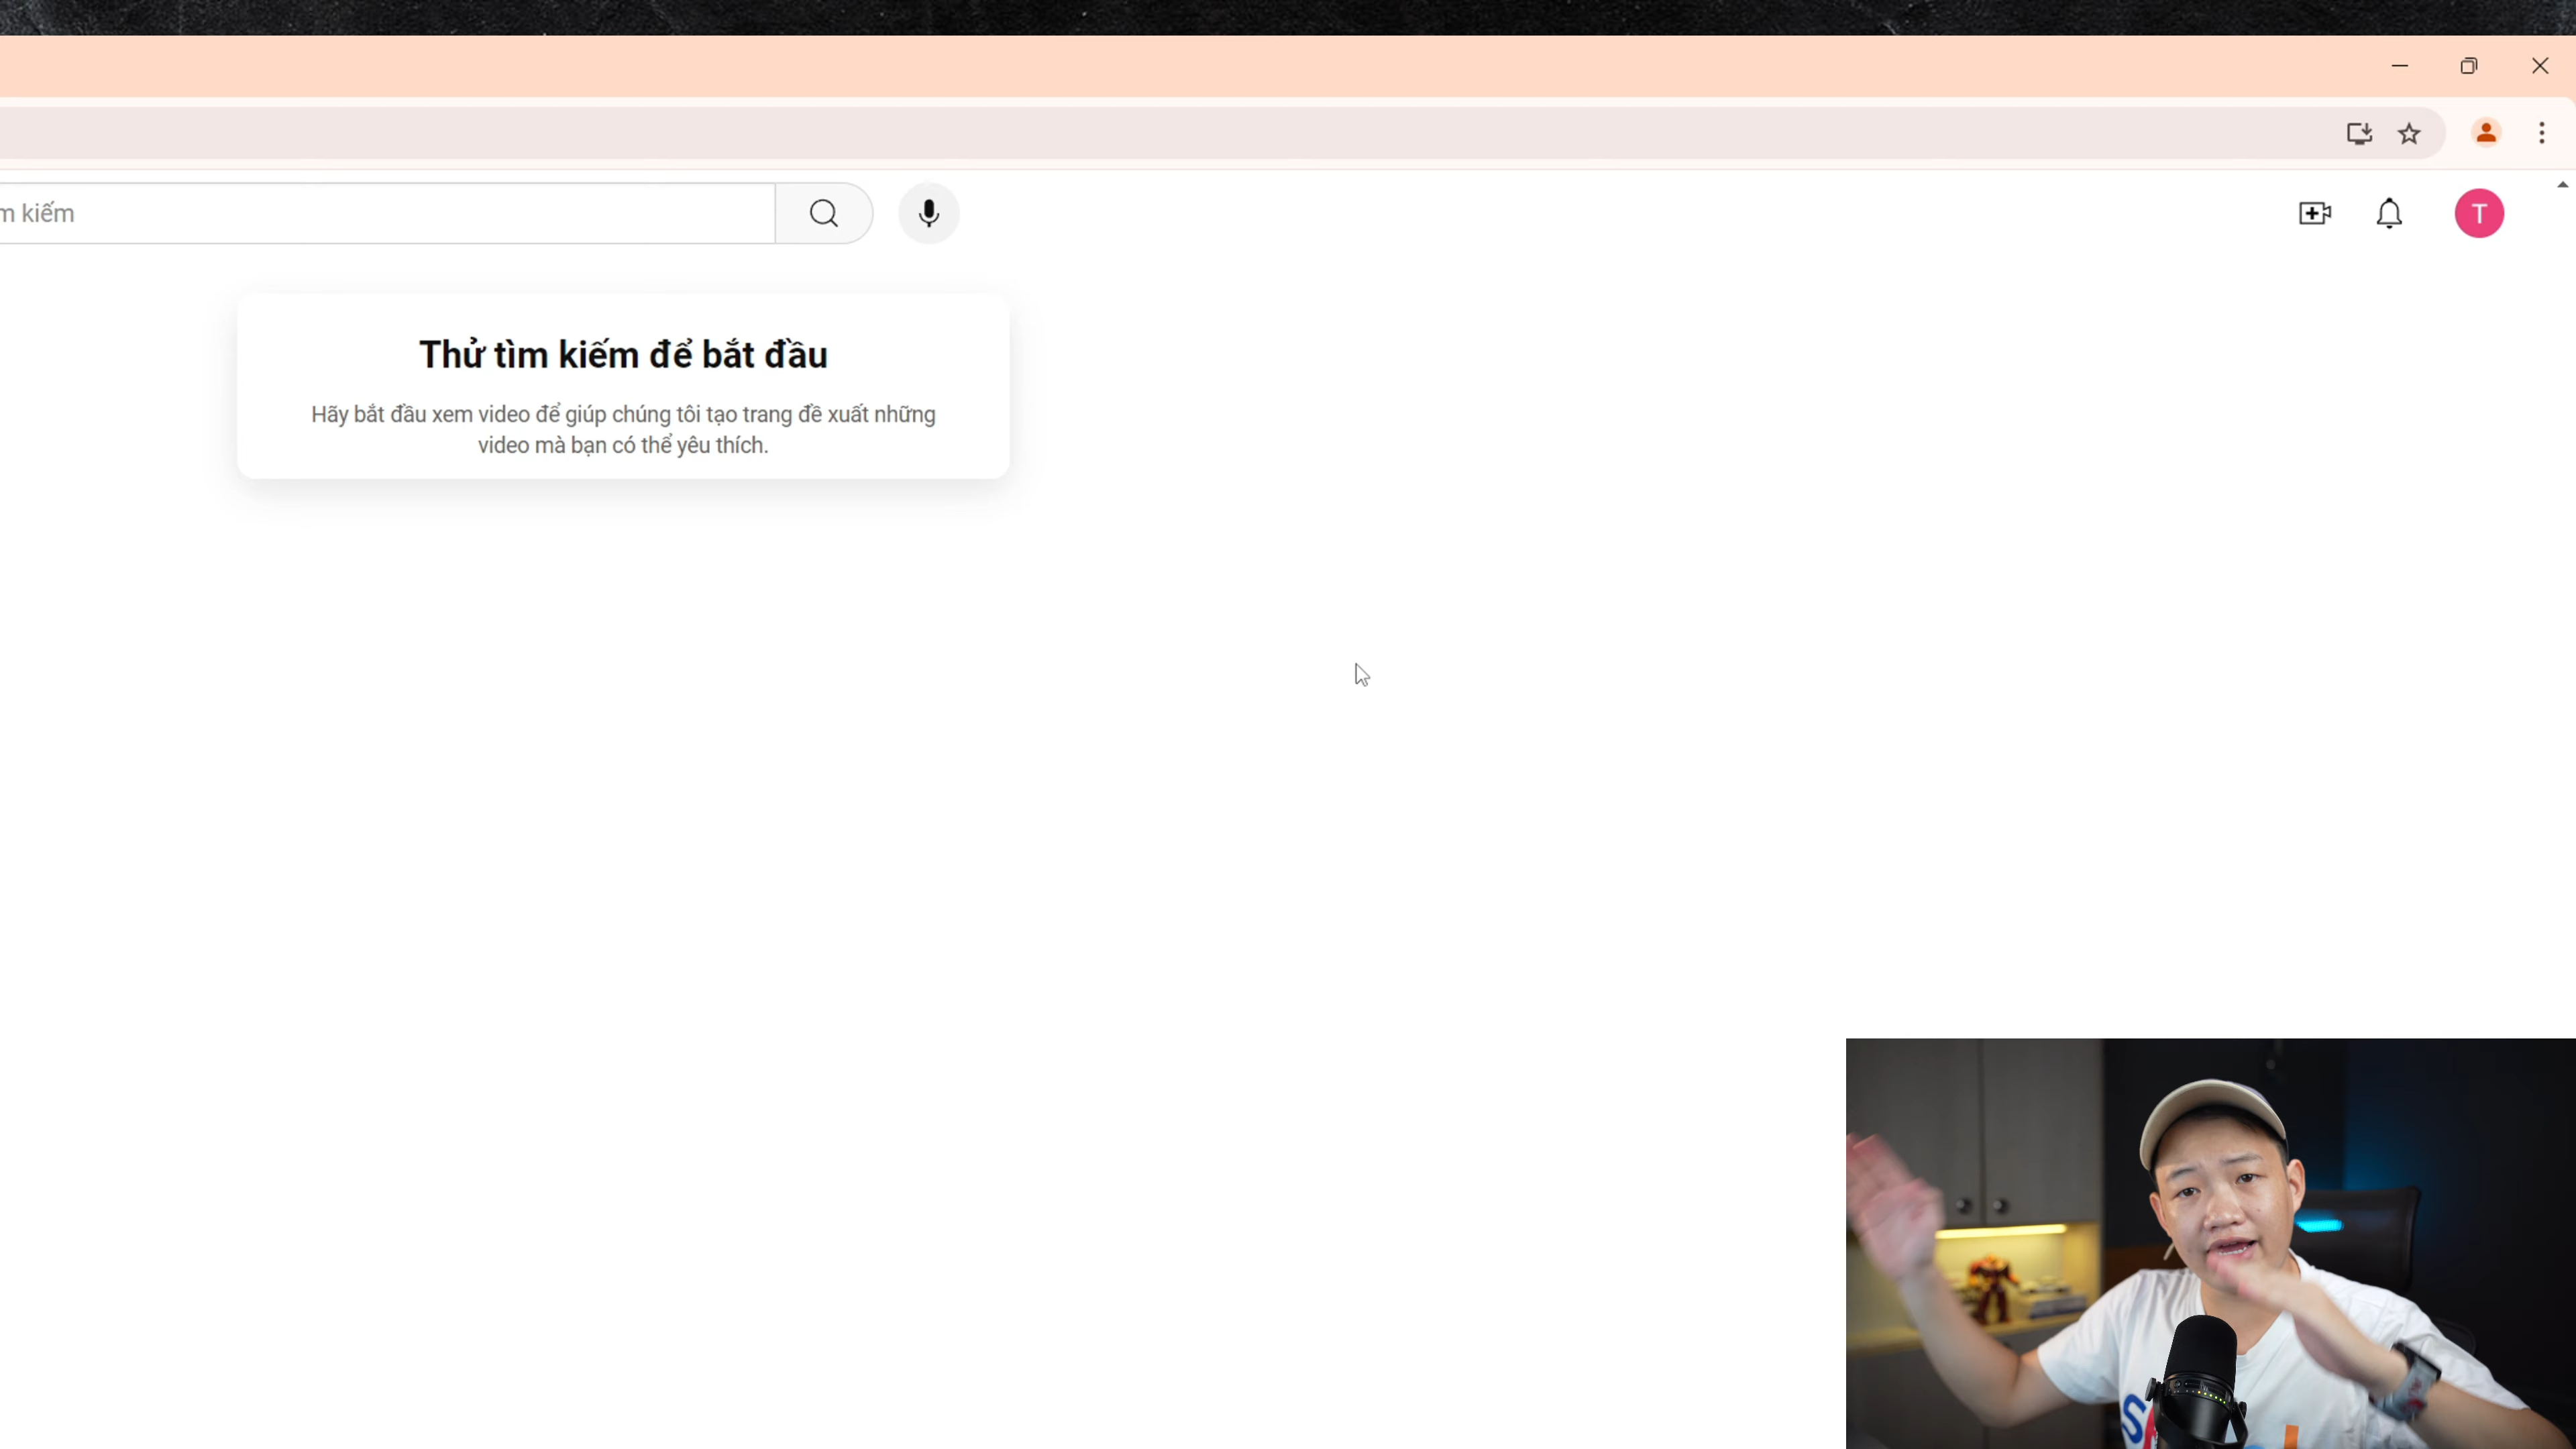 m kiếm
T
Thử tìm kiếm để bắt đầu
Hãy bắt đầu xem video để giúp chúng tôi tạo trang đề xuất những
video mà bạn có thể yêu thích.